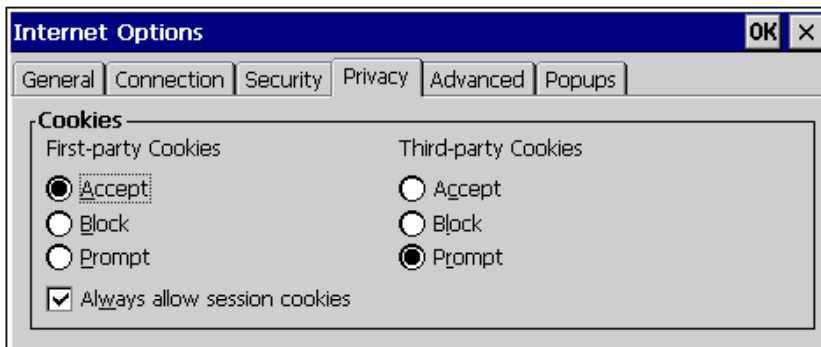 Internet Options OK ×
General Connection Security Privacy Advanced Popups
Cookies
First-party Cookies Third-party Cookies
Accept Accept
Block Block
Prompt Prompt
Always allow session cookies